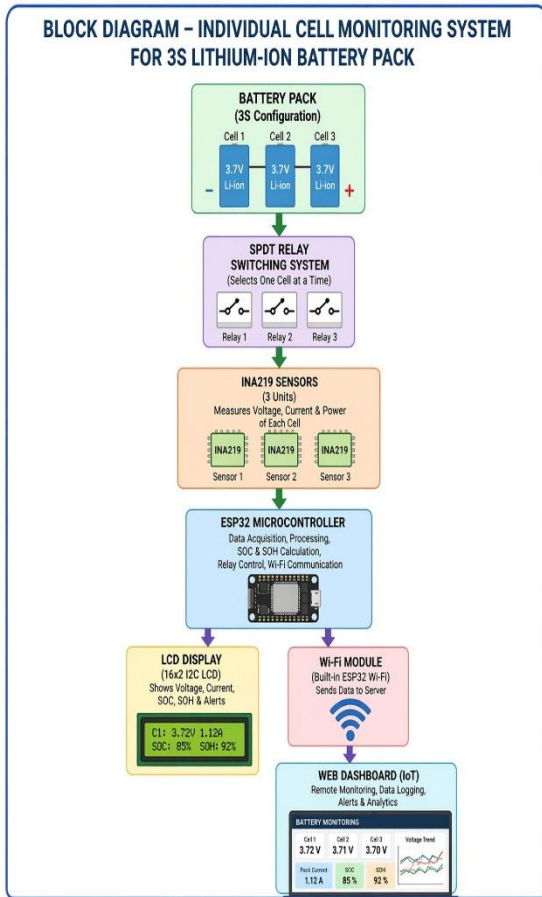 BLOCK DIAGRAM – INDIVIDUAL CELL MONITORING SYSTEM
FOR 3S LITHIUM-ION BATTERY PACK
BATTERY PACK
(3S Configuration)
Cell 1 Cell 2 Cell 3
3.7V 3.7V 3.7V
Li-ion Li-ion Li-ion
– +
SPDT RELAY
SWITCHING SYSTEM
(Selects One Cell at a Time)
Relay 1 Relay 2 Relay 3
INA219 SENSORS
(3 Units)
Measures Voltage, Current & Power
of Each Cell
INA219 INA219 INA219
Sensor 1 Sensor 2 Sensor 3
ESP32 MICROCONTROLLER
Data Acquisition, Processing,
SOC & SOH Calculation,
Relay Control, Wi-Fi Communication
LCD DISPLAY
(16x2 I2C LCD)
Shows Voltage, Current,
SOC, SOH & Alerts
C1: 3.72V 1.12A
SOC: 85% SOH: 92%
Wi-Fi MODULE
(Built-in ESP32 Wi-Fi)
Sends Data to Server
WEB DASHBOARD (IoT)
Remote Monitoring, Data Logging,
Alerts & Analytics
BATTERY MONITORING
Cell 1 Cell 2 Cell 3 Voltage Trend
3.72 V 3.71 V 3.70 V
Pack Current SOC SOH
1.12 A 85 % 92 %